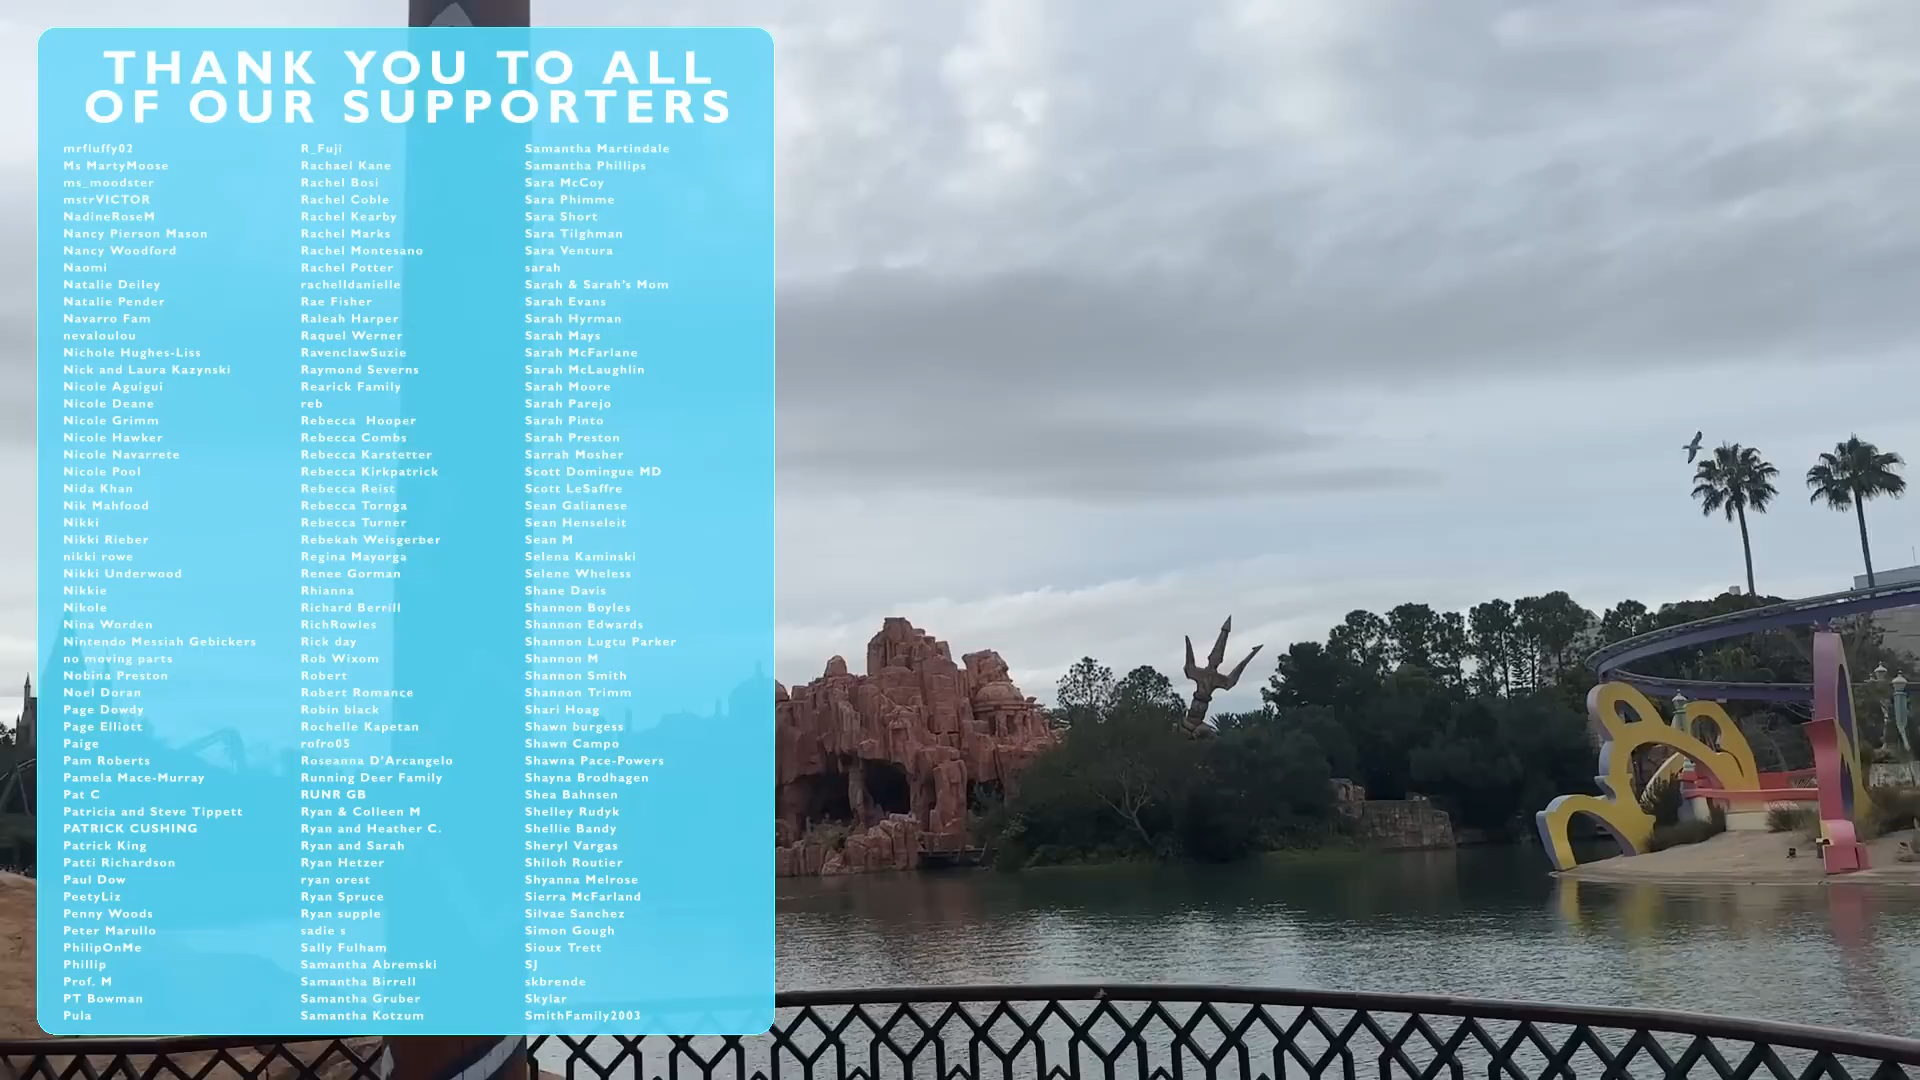 THANK YOU TO ALL
OF OUR SUPPORTERS
mrfluffy02
Ms MartyMoose
ms_moodster
mstrVICTOR
NadineRoseM
Nancy Pierson Mason
Nancy Woodford
Naomi
Natalie Deiley
Natalie Pender
Navarro Fam
nevaloulou
Nichole Hughes-Liss
Nick and Laura Kazynski
Nicole Aguigui
Nicole Deane
Nicole Grimm
Nicole Hawker
Nicole Navarrete
Nicole Pool
Nida Khan
Nik Mahfood
Nikki
Nikki Rieber
nikki rowe
Nikki Underwood
Nikkie
Nikole
Nina Worden
Nintendo Messiah Gebickers
no moving parts
Nobina Preston
Noel Doran
Page Dowdy
Page Elliott
Paige
Pam Roberts
Pamela Mace-Murray
Pat C
Patricia and Steve Tippett
PATRICK CUSHING
Patrick King
Patti Richardson
Paul Dow
PeetyLiz
Penny Woods
Peter Marullo
PhilipOnMe
Phillip
Prof. M
PT Bowman
Pula
R_Fuji
Rachael Kane
Rachel Bosi
Rachel Coble
Rachel Kearby
Rachel Marks
Rachel Montesano
Rachel Potter
rachelldanielle
Rae Fisher
Raleah Harper
Raquel Werner
RavenclawSuzie
Raymond Severns
Rearick Family
reb
Rebecca  Hooper
Rebecca Combs
Rebecca Karstetter
Rebecca Kirkpatrick
Rebecca Reist
Rebecca Tornga
Rebecca Turner
Rebekah Weisgerber
Regina Mayorga
Renee Gorman
Rhianna
Richard Berrill
RichRowles
Rick day
Rob Wixom
Robert
Robert Romance
Robin black
Rochelle Kapetan
rofro05
Roseanna D'Arcangelo
Running Deer Family
RUNR GB
Ryan & Colleen M
Ryan and Heather C.
Ryan and Sarah
Ryan Hetzer
ryan orest
Ryan Spruce
Ryan supple
sadie s
Sally Fulham
Samantha Abremski
Samantha Birrell
Samantha Gruber
Samantha Kotzum
Samantha Martindale
Samantha Phillips
Sara McCoy
Sara Phimme
Sara Short
Sara Tilghman
Sara Ventura
sarah
Sarah & Sarah's Mom
Sarah Evans
Sarah Hyrman
Sarah Mays
Sarah McFarlane
Sarah McLaughlin
Sarah Moore
Sarah Parejo
Sarah Pinto
Sarah Preston
Sarrah Mosher
Scott Domingue MD
Scott LeSaffre
Sean Galianese
Sean Henseleit
Sean M
Selena Kaminski
Selene Wheless
Shane Davis
Shannon Boyles
Shannon Edwards
Shannon Lugtu Parker
Shannon M
Shannon Smith
Shannon Trimm
Shari Hoag
Shawn burgess
Shawn Campo
Shawna Pace-Powers
Shayna Brodhagen
Shea Bahnsen
Shelley Rudyk
Shellie Bandy
Sheryl Vargas
Shiloh Routier
Shyanna Melrose
Sierra McFarland
Silvae Sanchez
Simon Gough
Sioux Trett
SJ
skbrende
Skylar
SmithFamily2003